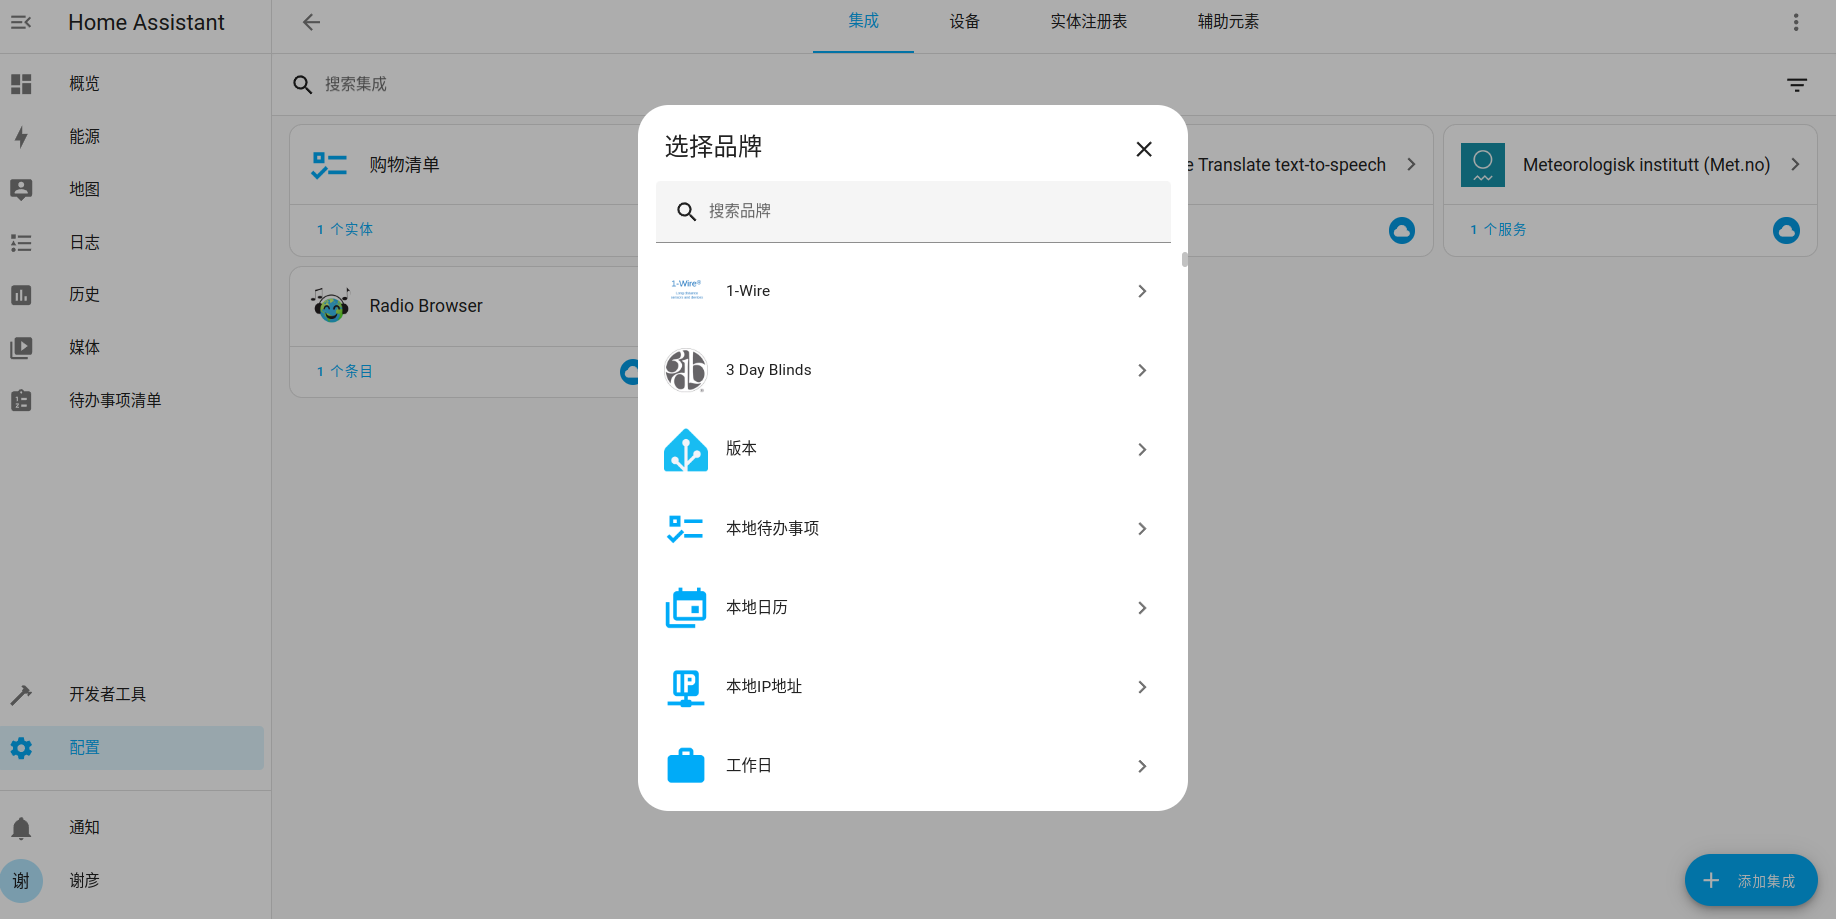 Home Assistant
集成
设备
实体注册表
辅助元素
概览
能源
地图
日志
历史
媒体
待办事项清单
开发者工具
配置
通知
谢
谢彦
搜索集成
购物清单
1 个实体
e Translate text-to-speech
Meteorologisk institutt (Met.no)
1 个服务
Radio Browser
1 个条目
选择品牌
搜索品牌
1-Wire®
1-Wire
3 Day Blinds
版本
本地待办事项
本地日历
IP
本地IP地址
工作日
添加集成